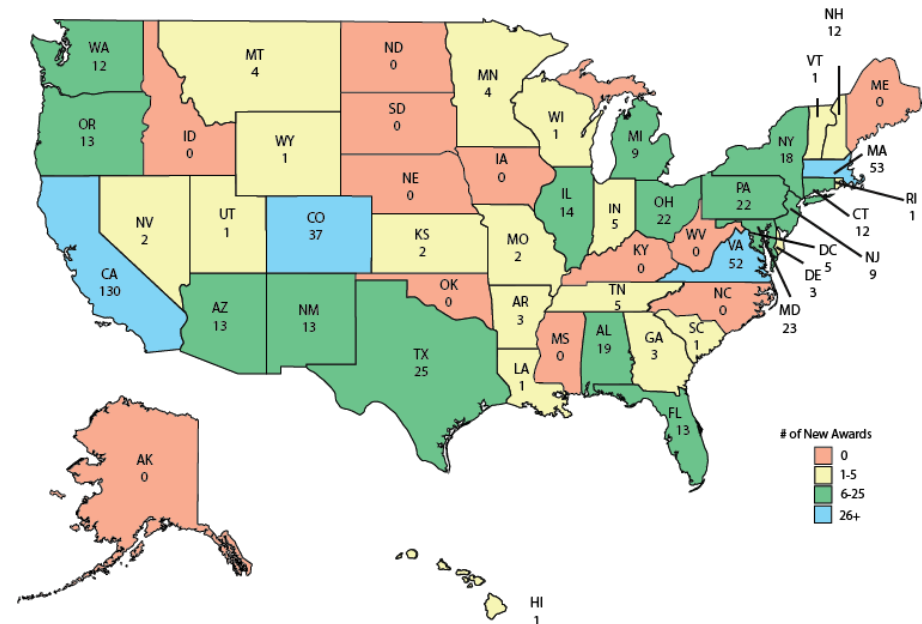 NH
12
VT
1
WA
12
MT
4
ND
0
MN
4
ME
0
OR
13
ID
0
SD
0
WI
1
MI
9
NY
18
MA
53
WY
1
IA
0
NE
0
PA
22
RI
1
NV
2
UT
1
CO
37
IL
14
IN
5
OH
22
CT
12
KS
2
MO
2
KY
0
WV
0
VA
52
DC
5
NJ
9
DE
3
MD
23
CA
130
OK
0
TN
5
NC
0
AZ
13
NM
13
AR
3
MS
0
AL
19
GA
3
SC
1
TX
25
LA
1
FL
13
AK
0
HI
1
# of New Awards
0
1-5
6-25
26+